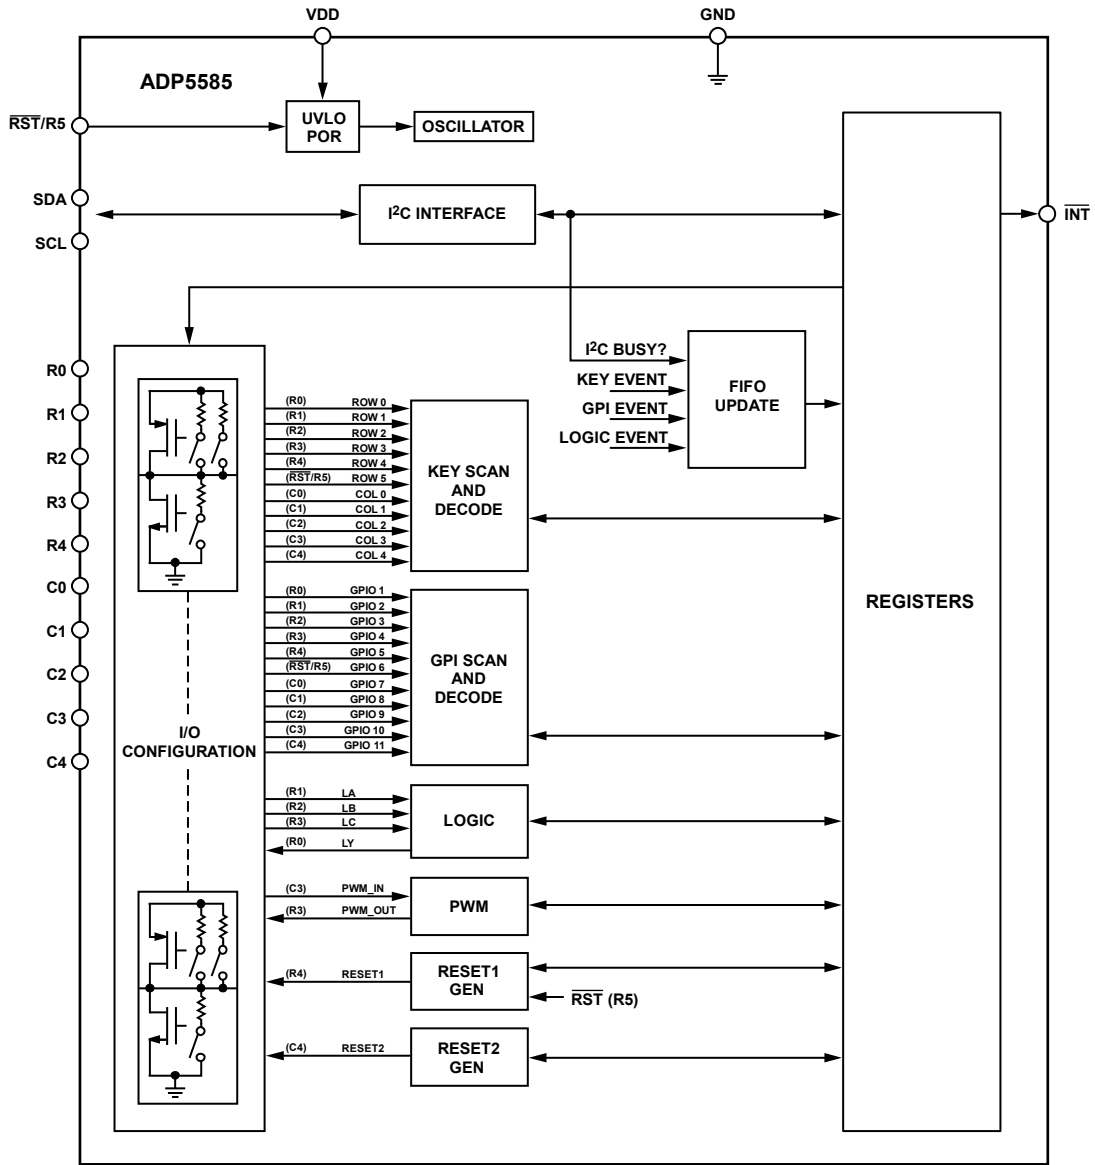 VDD
GND
ADP5585
RST/R5
UVLO
POR
OSCILLATOR
SDA
I²C INTERFACE
INT
SCL
I²C BUSY?
KEY EVENT
GPI EVENT
LOGIC EVENT
FIFO
UPDATE
R0
R1
R2
R3
R4
C0
C1
C2
C3
C4
(R0) ROW 0
(R1) ROW 1
(R2) ROW 2
(R3) ROW 3
(R4) ROW 4
(RST/R5) ROW 5
(C0) COL 0
(C1) COL 1
(C2) COL 2
(C3) COL 3
(C4) COL 4
KEY SCAN
AND
DECODE
REGISTERS
(R0) GPIO 1
(R1) GPIO 2
(R2) GPIO 3
(R3) GPIO 4
(R4) GPIO 5
(RST/R5) GPIO 6
(C0) GPIO 7
(C1) GPIO 8
(C2) GPIO 9
(C3) GPIO 10
(C4) GPIO 11
GPI SCAN
AND
DECODE
I/O
CONFIGURATION
(R1) LA
(R2) LB
(R3) LC
(R0) LY
LOGIC
(C3) PWM_IN
(R3) PWM_OUT
PWM
(R4) RESET1
RESET1
GEN
RST (R5)
(C4) RESET2
RESET2
GEN